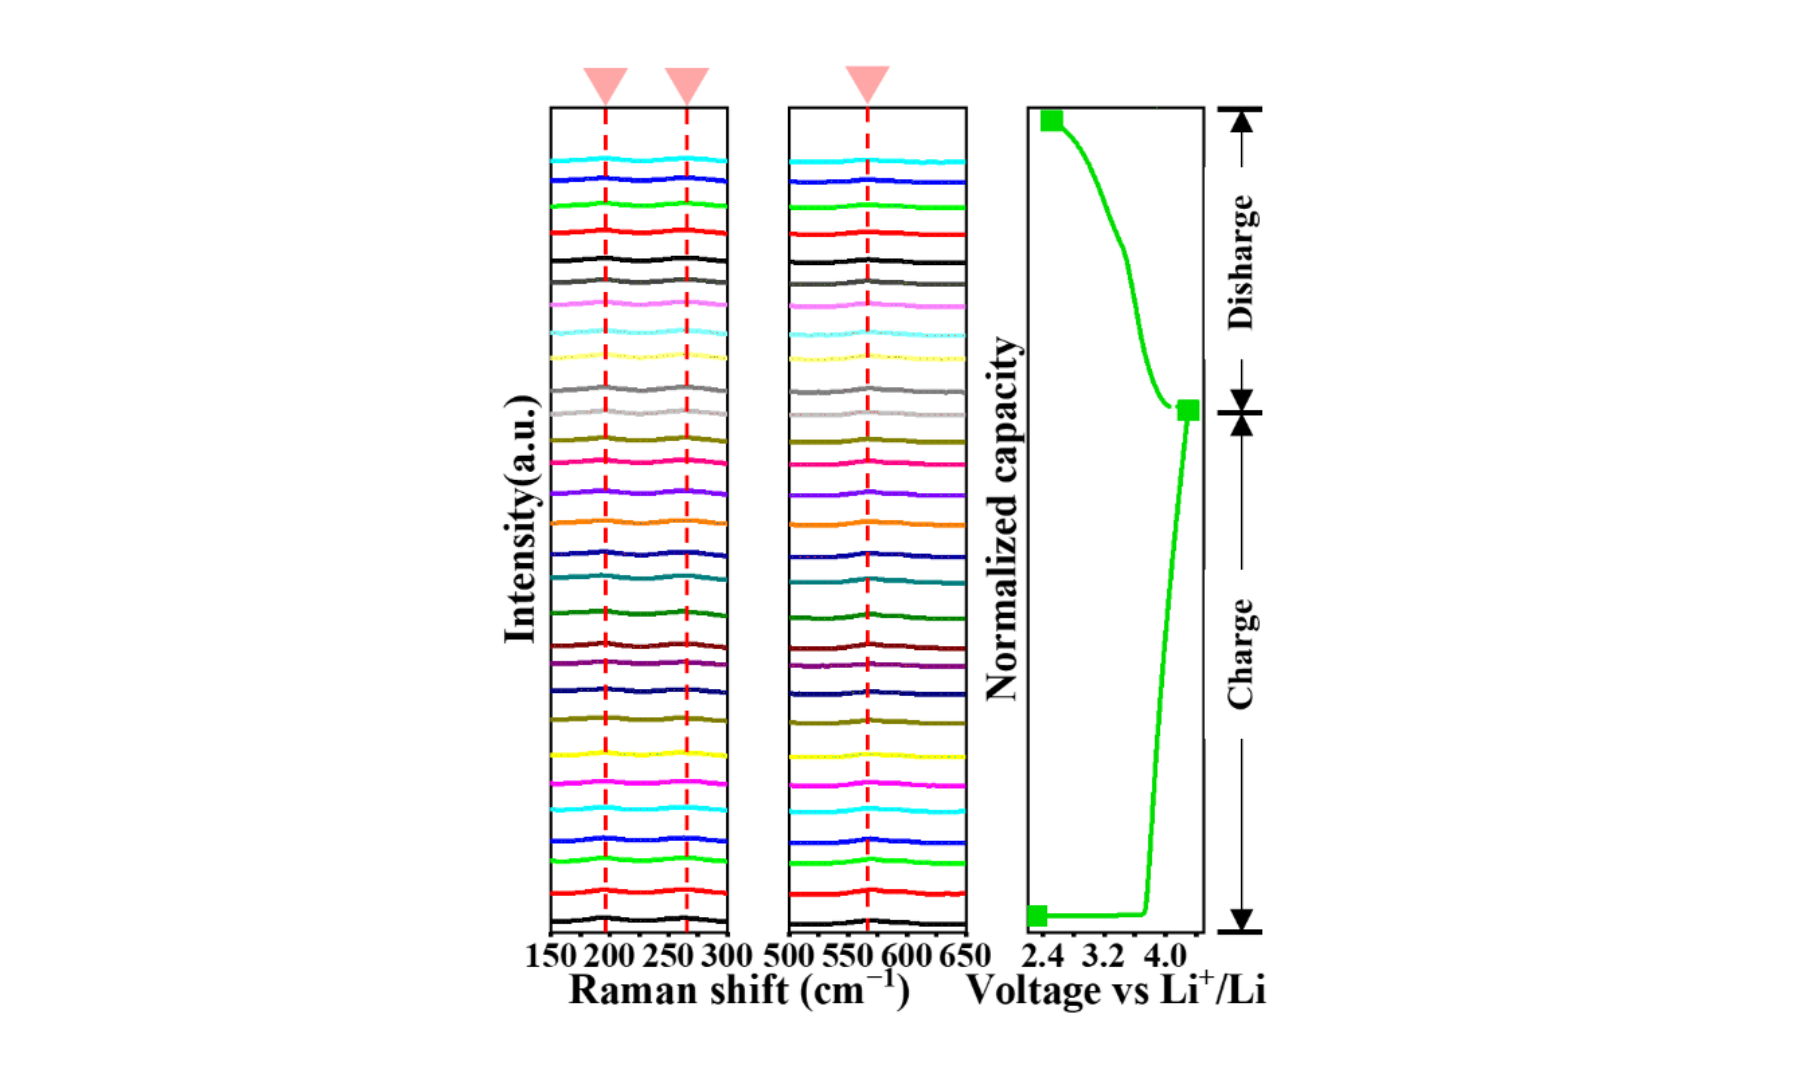 Intensity(a.u.)
150 200 250 300
500 550 600 650
Raman shift (cm⁻¹)
Normalized capacity
2.4 3.2 4.0
Voltage vs Li⁺/Li
Disharge
Charge